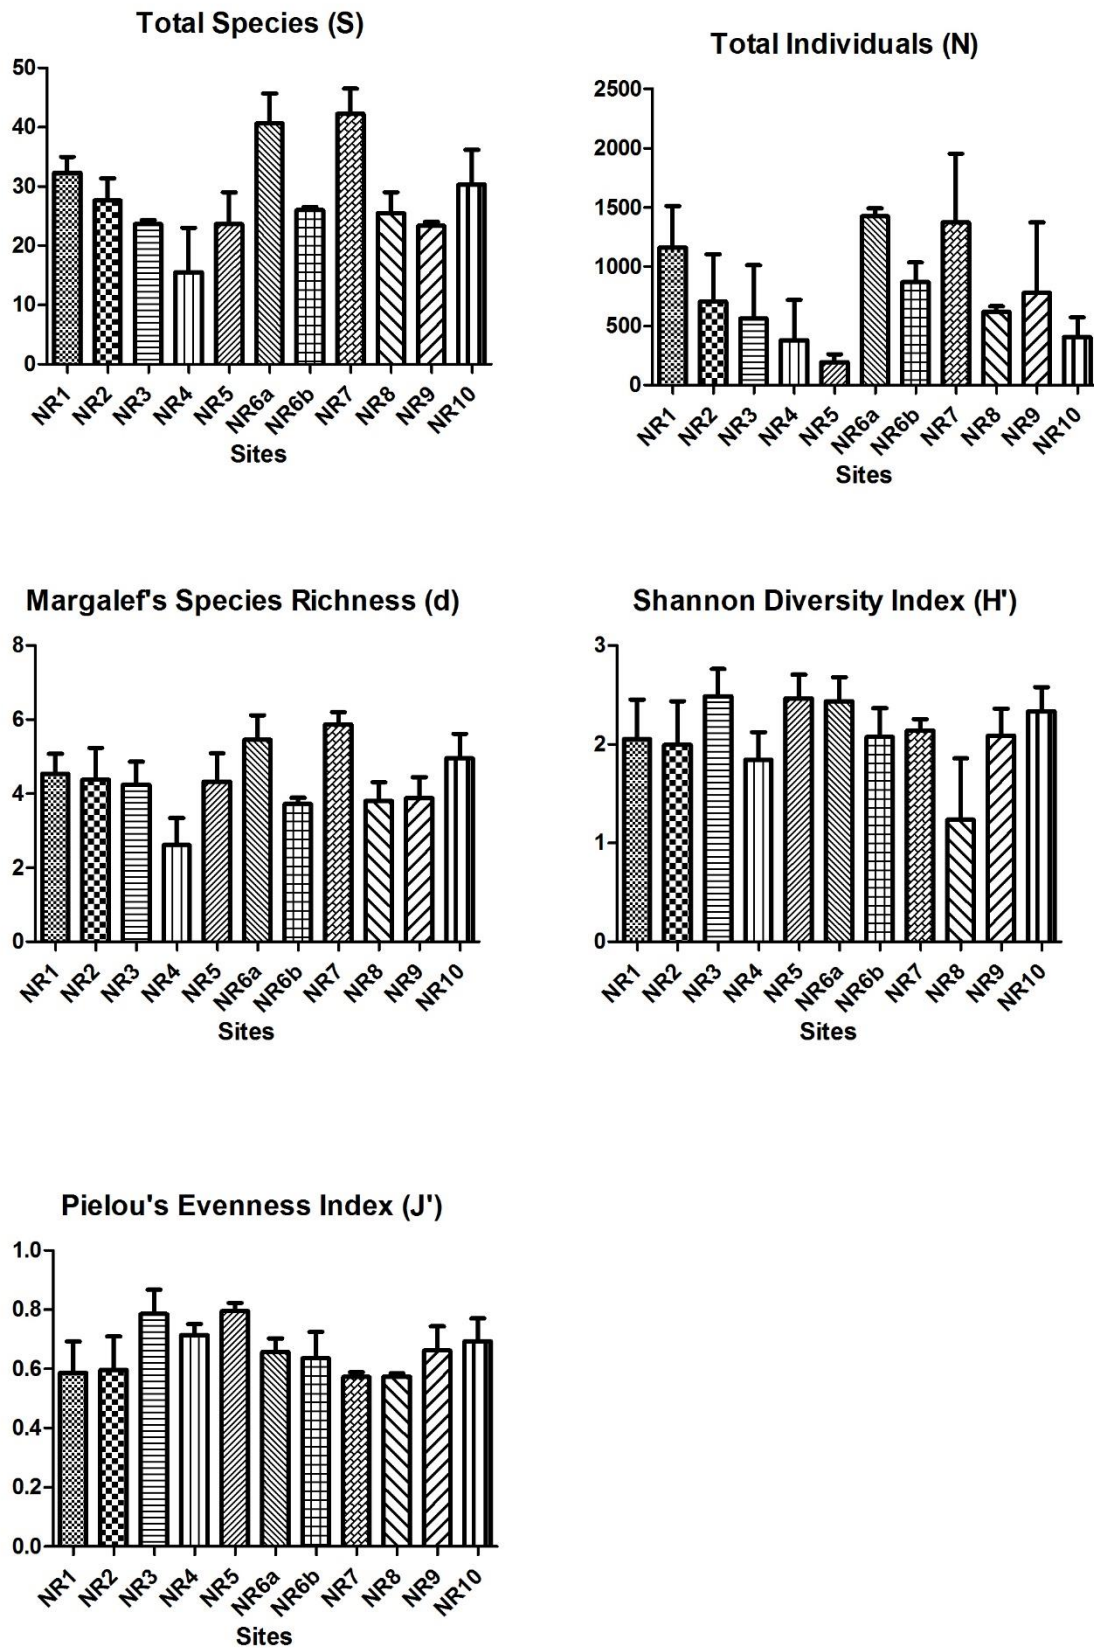 Total Species (S)
50
40
30
20
10
0
NR1 NR2 NR3 NR4 NR5 NR6a NR6b NR7 NR8 NR9 NR10
Sites
Total Individuals (N)
2500
2000
1500
1000
500
0
NR1 NR2 NR3 NR4 NR5 NR6a NR6b NR7 NR8 NR9 NR10
Sites
Margalef's Species Richness (d)
8
6
4
2
0
NR1 NR2 NR3 NR4 NR5 NR6a NR6b NR7 NR8 NR9 NR10
Sites
Shannon Diversity Index (H')
3
2
1
0
NR1 NR2 NR3 NR4 NR5 NR6a NR6b NR7 NR8 NR9 NR10
Sites
Pielou's Evenness Index (J')
1.0
0.8
0.6
0.4
0.2
0.0
NR1 NR2 NR3 NR4 NR5 NR6a NR6b NR7 NR8 NR9 NR10
Sites